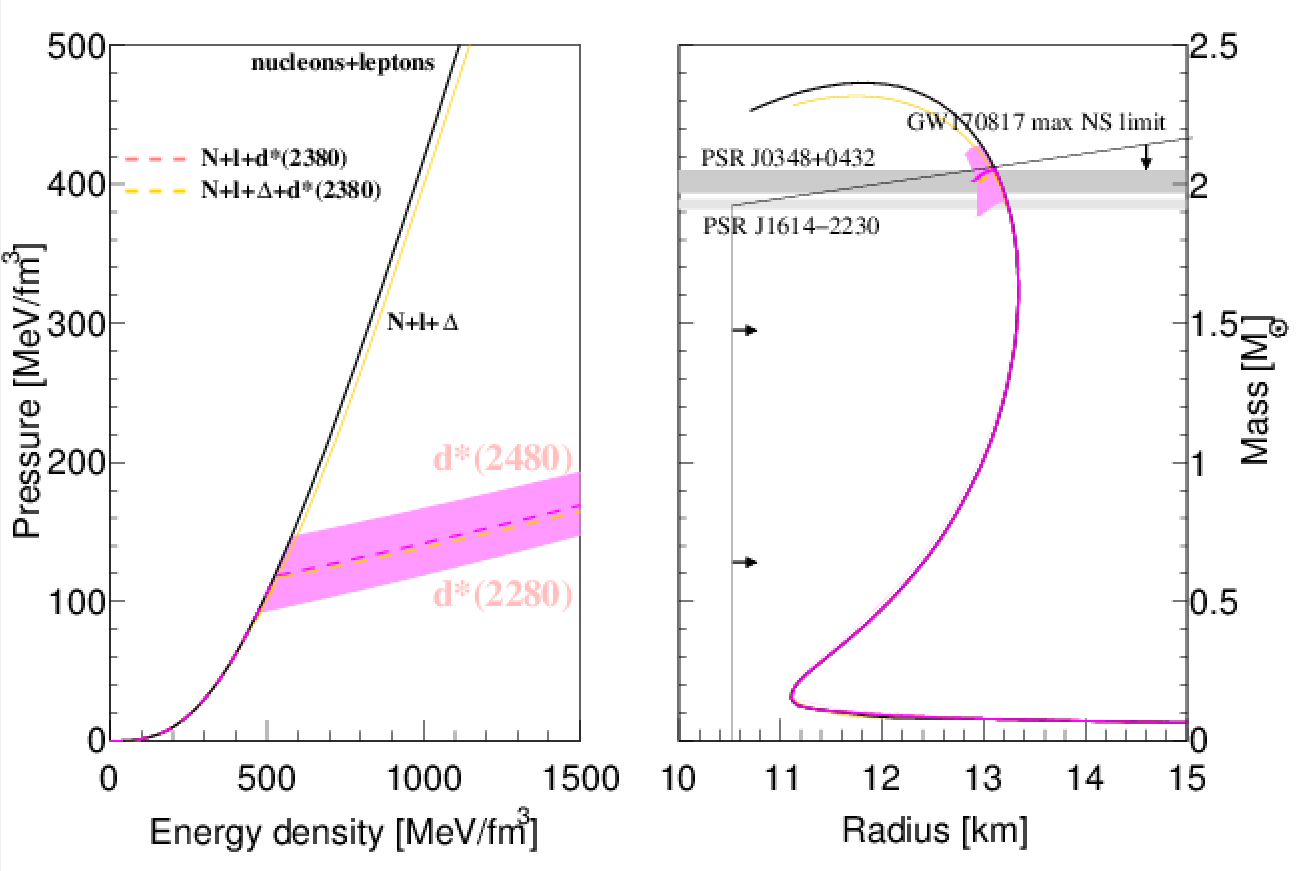 nucleons+leptons
N+l+d*(2380)
N+l+Δ+d*(2380)
N+l+Δ
d*(2480)
d*(2280)
Pressure [MeV/fm³]
500
400
300
200
100
0
0 500 1000 1500
Energy density [MeV/fm³]
GW170817 max NS limit
PSR J0348+0432
PSR J1614−2230
2.5
2
1.5
1
0.5
0
Mass [M⊙]
10 11 12 13 14 15
Radius [km]